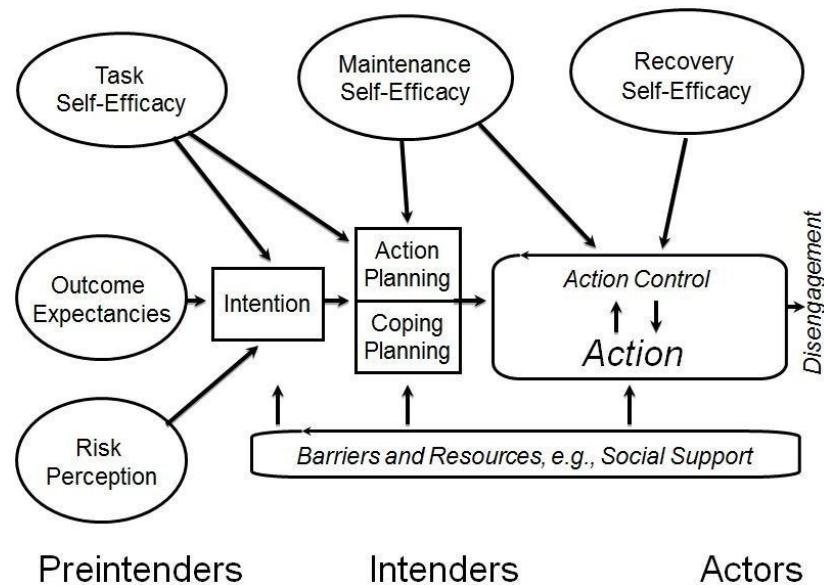 Task
Self-Efficacy
Maintenance
Self-Efficacy
Recovery
Self-Efficacy
Outcome
Expectancies
Intention
Action
Planning
Coping
Planning
Action Control
Action
Disengagement
Risk
Perception
Barriers and Resources, e.g., Social Support
Preintenders
Intenders
Actors